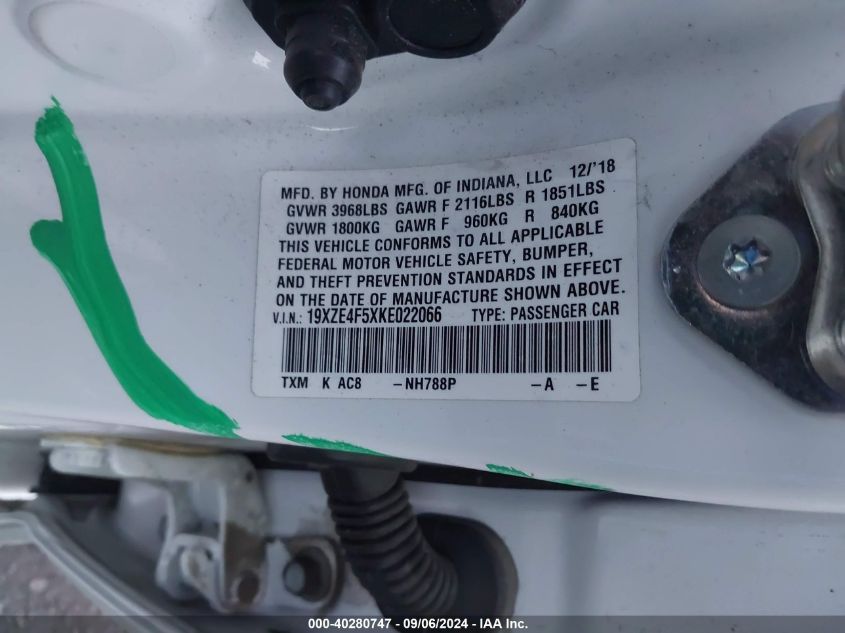 MFD. BY HONDA MFG. OF INDIANA, LLC 12/'18
GVWR 3968LBS GAWR F 2116LBS R 1851LBS
GVWR 1800KG GAWR F 960KG R 840KG
THIS VEHICLE CONFORMS TO ALL APPLICABLE
FEDERAL MOTOR VEHICLE SAFETY, BUMPER,
AND THEFT PREVENTION STANDARDS IN EFFECT
ON THE DATE OF MANUFACTURE SHOWN ABOVE.
V.I.N.: 19XZE4F5XKE022066 TYPE: PASSENGER CAR
TXM K AC8 -NH788P -A -E
000-40280747 - 09/06/2024 - IAA Inc.